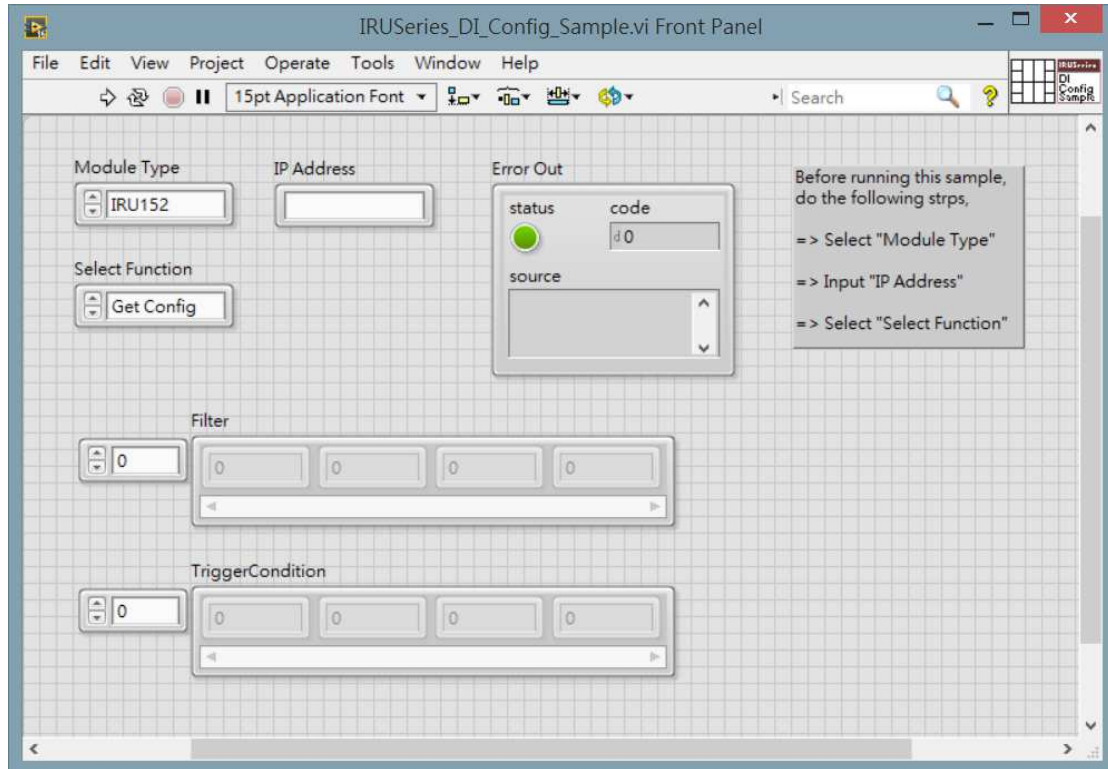 IRUSeries_DI_Config_Sample.vi Front Panel
File Edit View Project Operate Tools Window Help
15pt Application Font
Search
IRUSeries
DI
Config
Sample
Module Type
IRU152
IP Address
Select Function
Get Config
Error Out
status
code
d 0
source
Before running this sample,
do the following strps,
=> Select "Module Type"
=> Input "IP Address"
=> Select "Select Function"
Filter
0
0 0 0 0
TriggerCondition
0
0 0 0 0